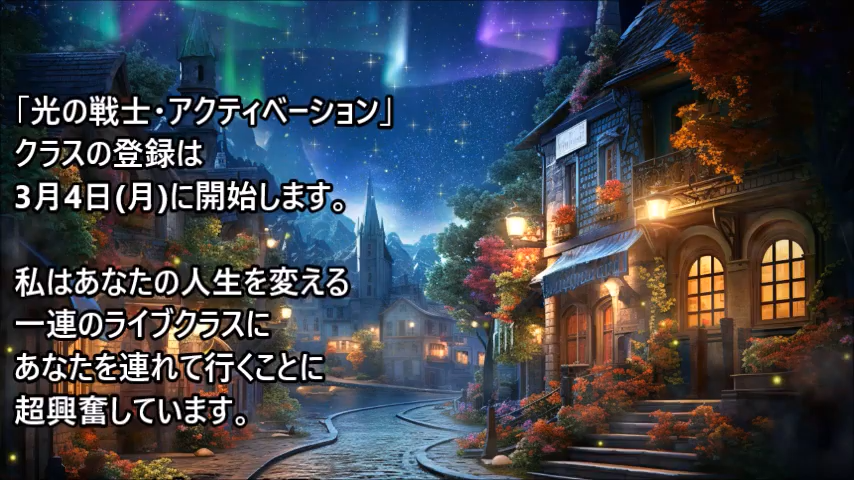 「光の戦士・アクティベーション」
クラスの登録は
3月4日(月)に開始します。
私はあなたの人生を変える
一連のライブクラスに
あなたを連れて行くことに
超興奮しています。